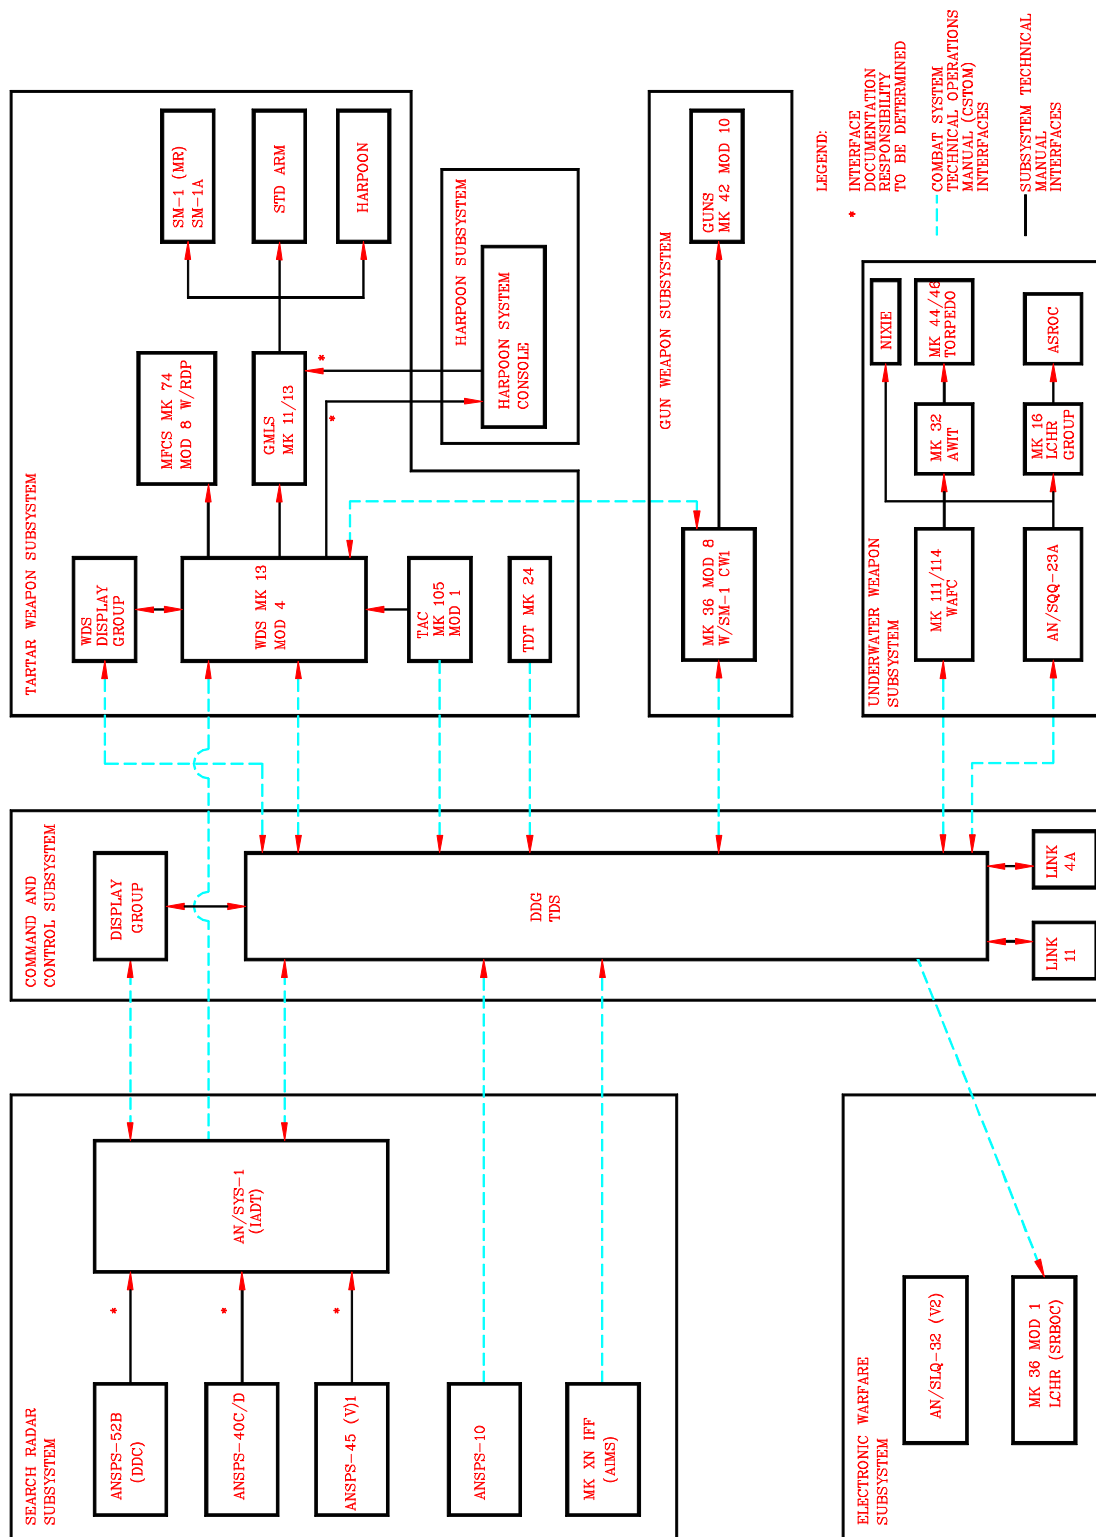 SEARCH RADAR
SUBSYSTEM
ANSPS-52B
(DDC)
ANSPS-40C/D
ANSPS-45 (V)1
ANSPS-10
MK XN IFF
(AIMS)
*
*
*
AN/SYS-1
(IADT)
ELECTRONIC WARFARE
SUBSYSTEM
AN/SLQ-32 (V2)
MK 36 MOD 1
LCHR (SRBOC)
COMMAND AND
CONTROL SUBSYSTEM
DISPLAY
GROUP
DDG
TDS
LINK
11
LINK
4A
TARTAR WEAPON SUBSYSTEM
WDS
DISPLAY
GROUP
WDS MK 13
MOD 4
TAC
MK 105
MOD 1
TDT MK 24
MFCS MK 74
MOD 8 W/RDP
GMLS
MK 11/13
*
*
SM-1 (MR)
SM-1A
STD ARM
HARPOON
HARPOON SUBSYSTEM
HARPOON SYSTEM
CONSOLE
GUN WEAPON SUBSYSTEM
MK 36 MOD 8
W/SM-1 CW1
GUNS
MK 42 MOD 10
UNDERWATER WEAPON
SUBSYSTEM
MK 111/114
WAFC
AN/SQQ-23A
MK 32
AWIT
MK 16
LCHR
GROUP
NIXIE
MK 44/46
TORPEDO
ASROC
LEGEND:
* INTERFACE
DOCUMENTATION
RESPONSIBILITY
TO BE DETERMINED
COMBAT SYSTEM
TECHNICAL OPERATIONS
MANUAL (CSTOM)
INTERFACES
SUBSYSTEM TECHNICAL
MANUAL
INTERFACES